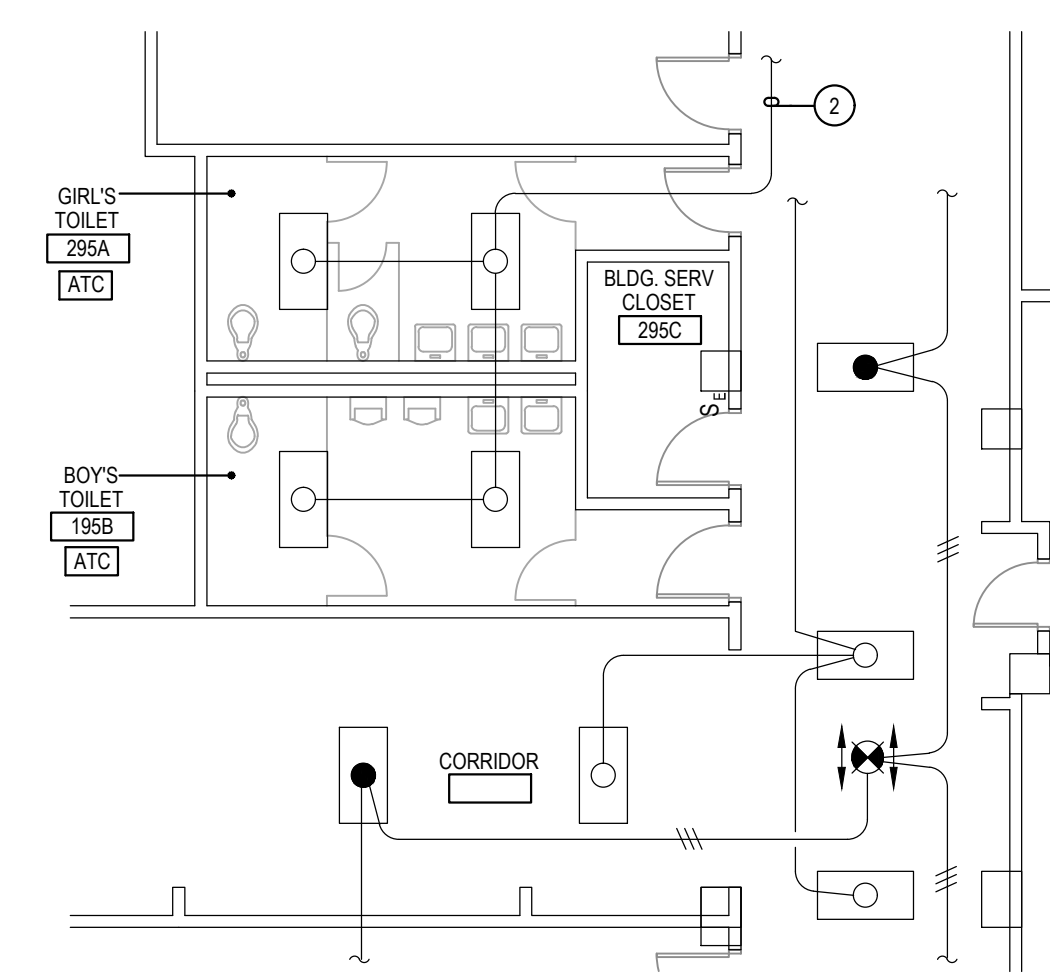 2
GIRL'S
TOILET
295A
ATC
BLDG. SERV
CLOSET
295C
S E
BOY'S
TOILET
195B
ATC
CORRIDOR